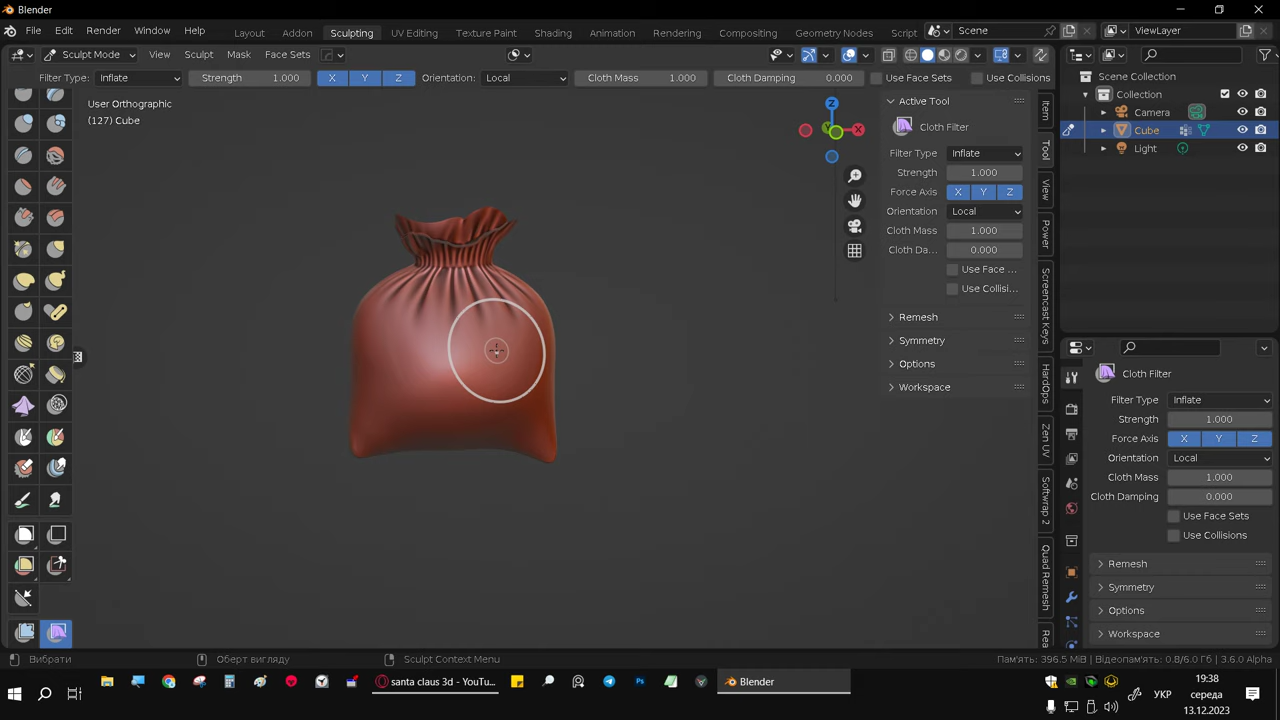 Blender
File Edit Render Window Help Layout Addon Sculpting UV Editing Texture Paint Shading Animation Rendering Compositing Geometry Nodes Scene ViewLayer
Sculpt Mode View Sculpt Mask Face Sets
Filter Type: Inflate Strength 1.000 X Y Z Orientation: Local Cloth Mass 1.000 Cloth Damping 0.000 Use Face Sets Use Collisions
User Orthographic
(127) Cube
Z
X
Y
Active Tool
Cloth Filter
Filter Type Inflate
Strength 1.000
Force Axis X Y Z
Orientation Local
Cloth Mass 1.000
Cloth Da... 0.000
Use Face ...
Use Collisi...
Remesh
Symmetry
Options
Workspace
Item
Tool
View
Power
Screencast Keys
HardOps
Zen UV
Softwrap 2
Quad Remesh
Rea
Scene Collection
Collection
Camera
Cube
Light
Cloth Filter
Filter Type Inflate
Strength 1.000
Force Axis X Y Z
Orientation Local
Cloth Mass 1.000
Cloth Damping 0.000
Use Face Sets
Use Collisions
Remesh
Symmetry
Options
Workspace
Вибрати Оберт вигляду Sculpt Context Menu Пам'ять: 396.5 MiB | Відеопам'ять: 0.8/6.0 Гіб | 3.6.0 Alpha
santa claus 3d - YouTu... Blender
Ps
УКР
19:38
середа
13.12.2023